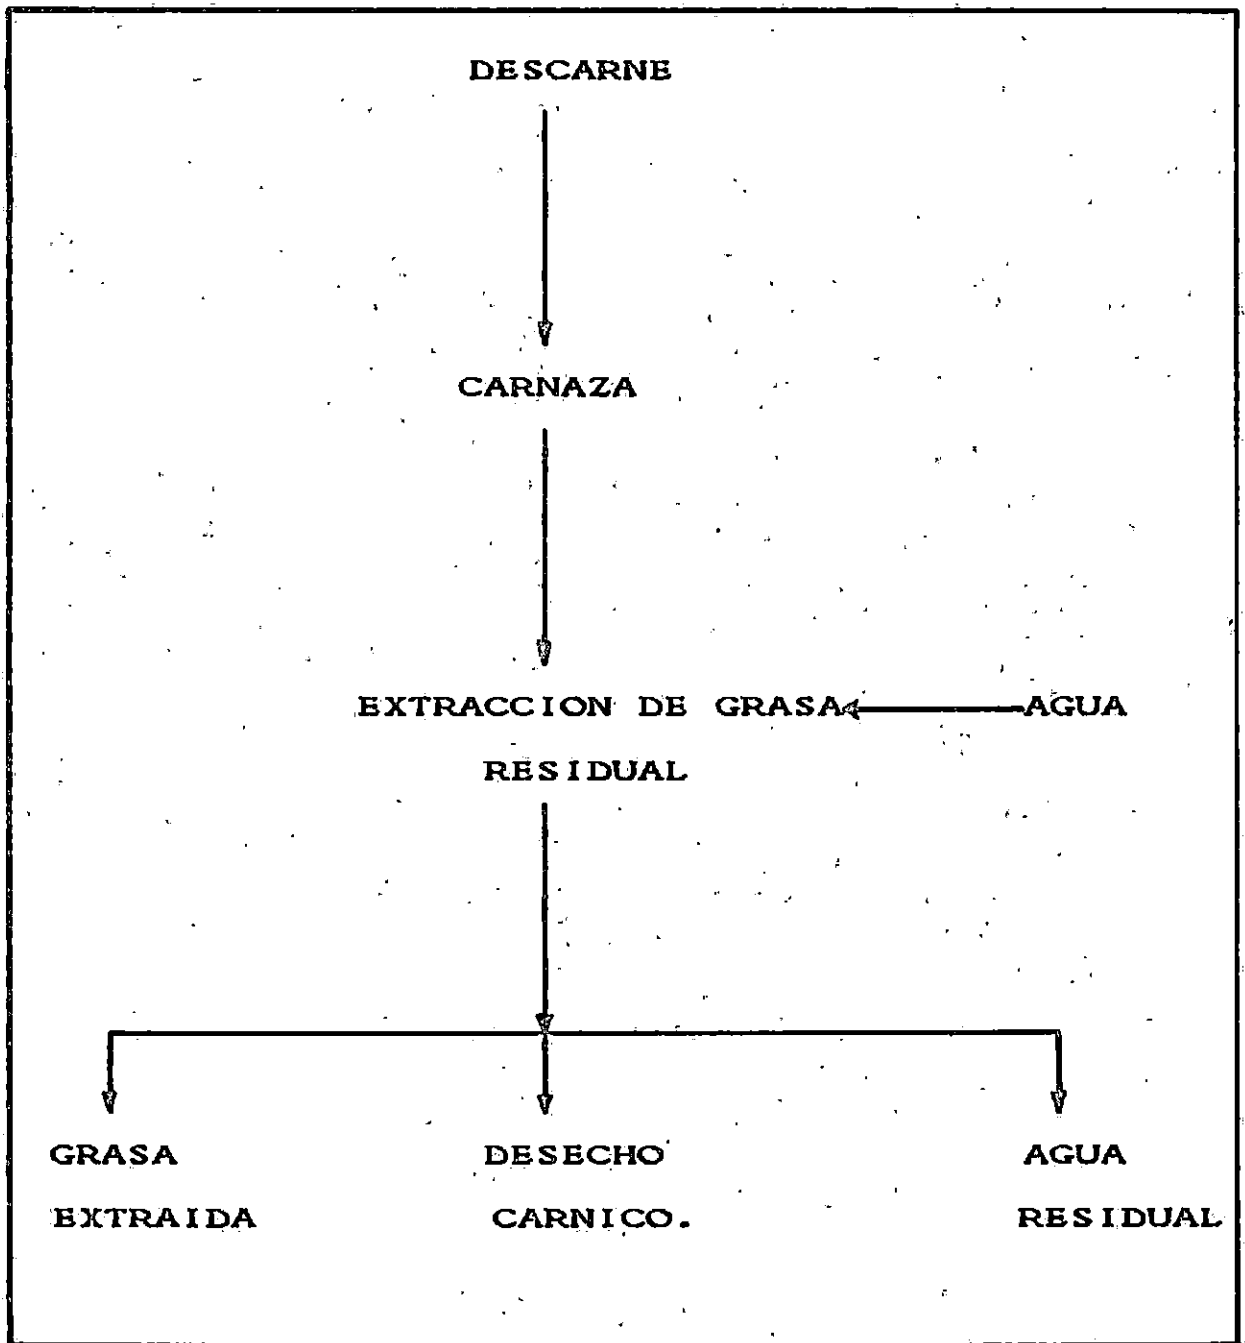 DESCARNE
CARNAZA
EXTRACCION DE GRASA
AGUA
RESIDUAL
GRASA
EXTRAIDA
DESECHO
CARNICO.
AGUA
RESIDUAL